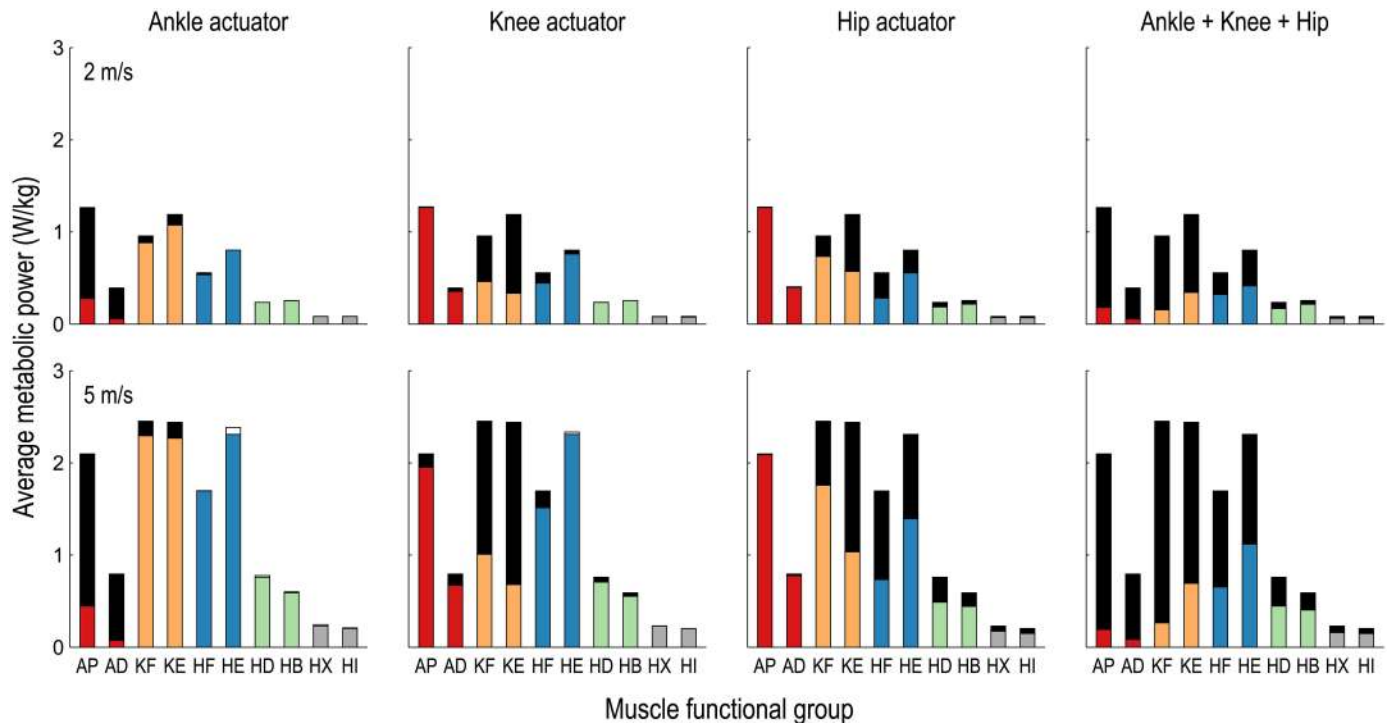 Ankle actuator Knee actuator Hip actuator Ankle + Knee + Hip
3
2 m/s
2
1
0
3
5 m/s
2
1
0
Average metabolic power (W/kg)
AP AD KF KE HF HE HD HB HX HI AP AD KF KE HF HE HD HB HX HI AP AD KF KE HF HE HD HB HX HI AP AD KF KE HF HE HD HB HX HI
Muscle functional group